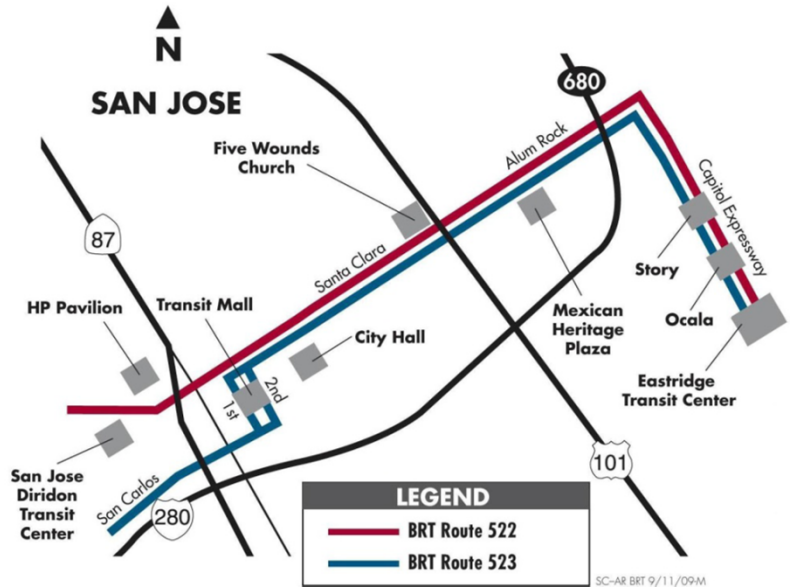 N
SAN JOSE
680
Five Wounds
Church
Alum Rock
Capitol Expressway
87
Santa Clara
Story
HP Pavilion
Transit Mall
City Hall
Mexican
Heritage
Plaza
Ocala
1st
2nd
Eastridge
Transit Center
San Jose
Diridon
Transit
Center
San Carlos
280
101
LEGEND
BRT Route 522
BRT Route 523
SC-AR BRT 9/11/09-M